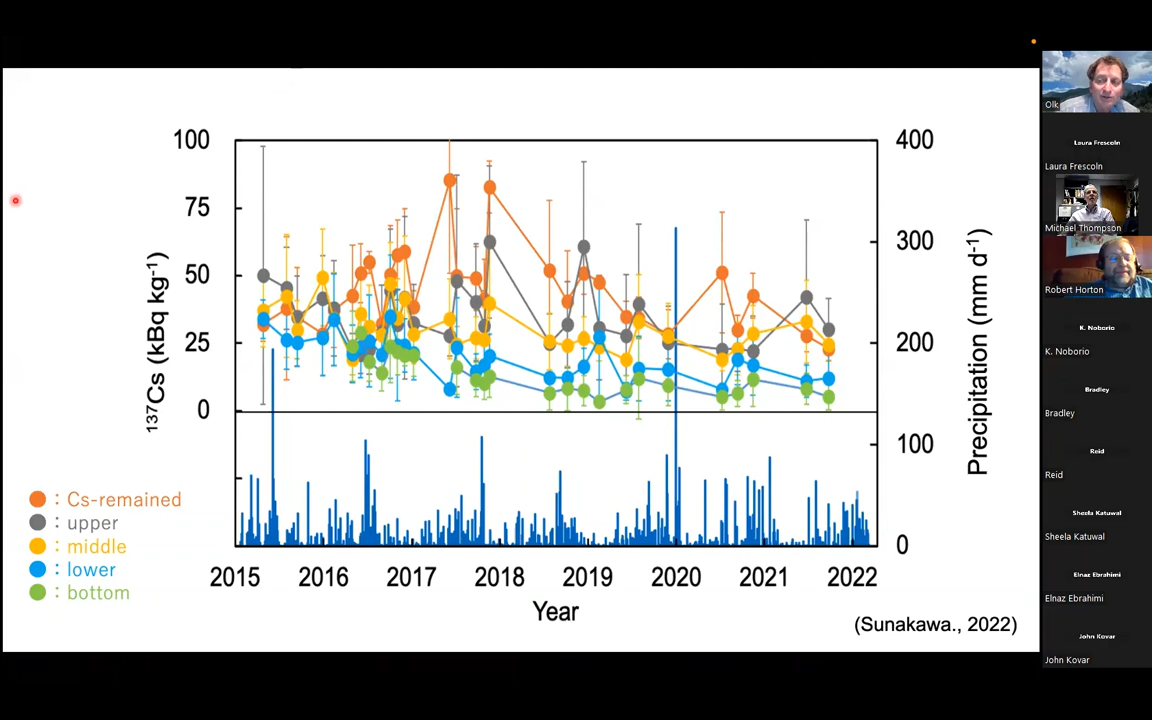 100
75
50
25
0
¹³⁷Cs (kBq kg⁻¹)
400
300
200
100
0
Precipitation (mm d⁻¹)
: Cs-remained
: upper
: middle
: lower
: bottom
2015 2016 2017 2018 2019 2020 2021 2022
Year
(Sunakawa., 2022)
Olk
Laura Frescoln
Laura Frescoln
Michael Thompson
Robert Horton
K. Noborio
K. Noborio
Bradley
Bradley
Reid
Reid
Sheela Katuwal
Sheela Katuwal
Elnaz Ebrahimi
Elnaz Ebrahimi
John Kovar
John Kovar